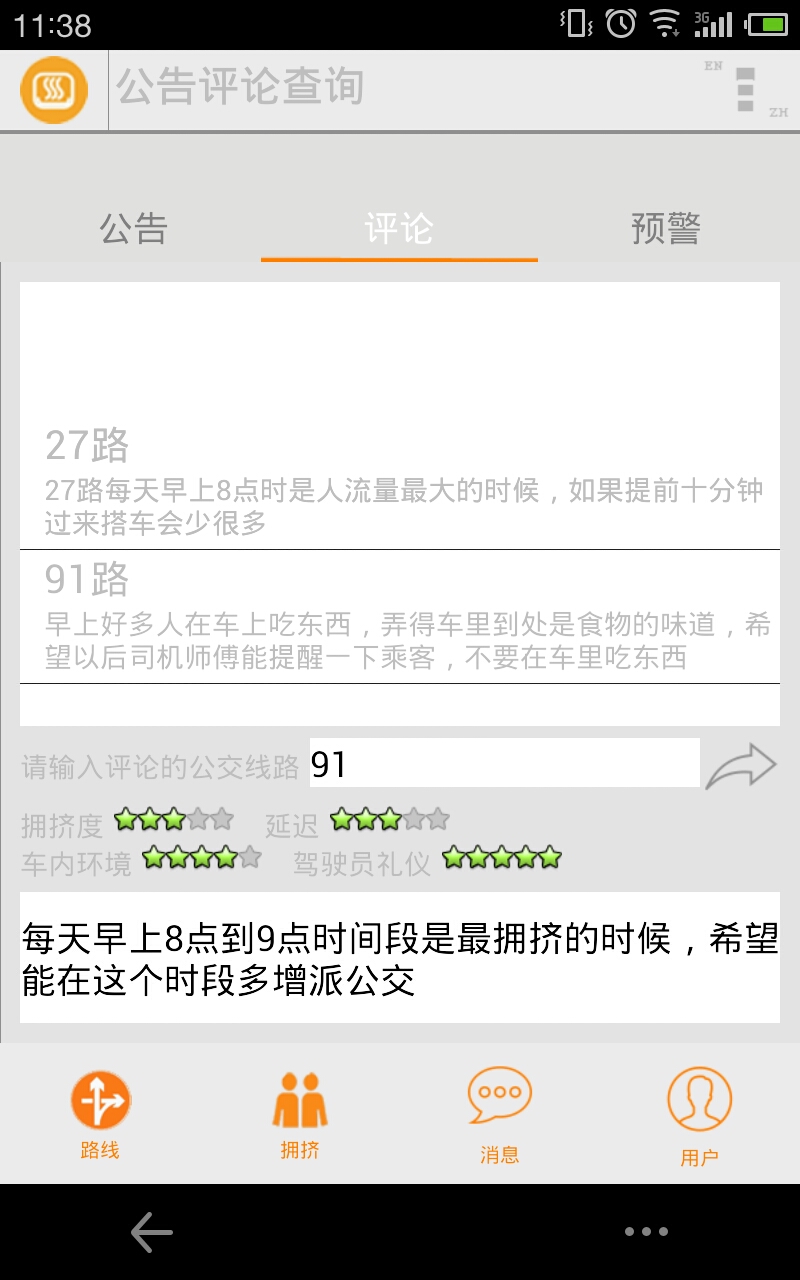 11:38
3G
公告评论查询
EN
ZH
公告 评论 预警
27路
27路每天早上8点时是人流量最大的时候，如果提前十分钟
过来搭车会少很多
91路
早上好多人在车上吃东西，弄得车里到处是食物的味道，希
望以后司机师傅能提醒一下乘客，不要在车里吃东西
请输入评论的公交线路 91
拥挤度 延迟
车内环境 驾驶员礼仪
每天早上8点到9点时间段是最拥挤的时候，希望
能在这个时段多增派公交
路线 拥挤 消息 用户